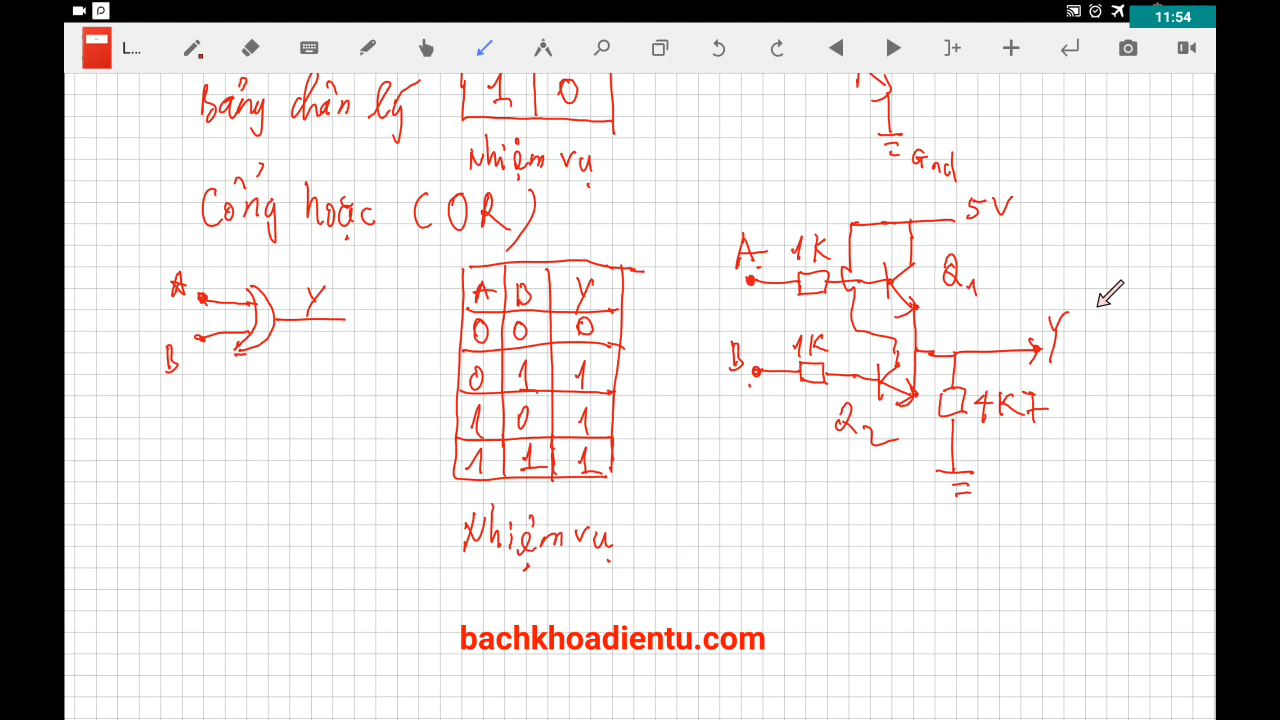 11:54
L...
Bảng chân lý
1 0
Nhiệm vụ
Gnd
Cổng hoặc (OR)
A
B
Y
A B Y
0 0 0
0 1 1
1 0 1
1 1 1
Nhiệm vụ
5V
A 1K
Q1
Y
B 1K
4K7
Q2
bachkhoadientu.com